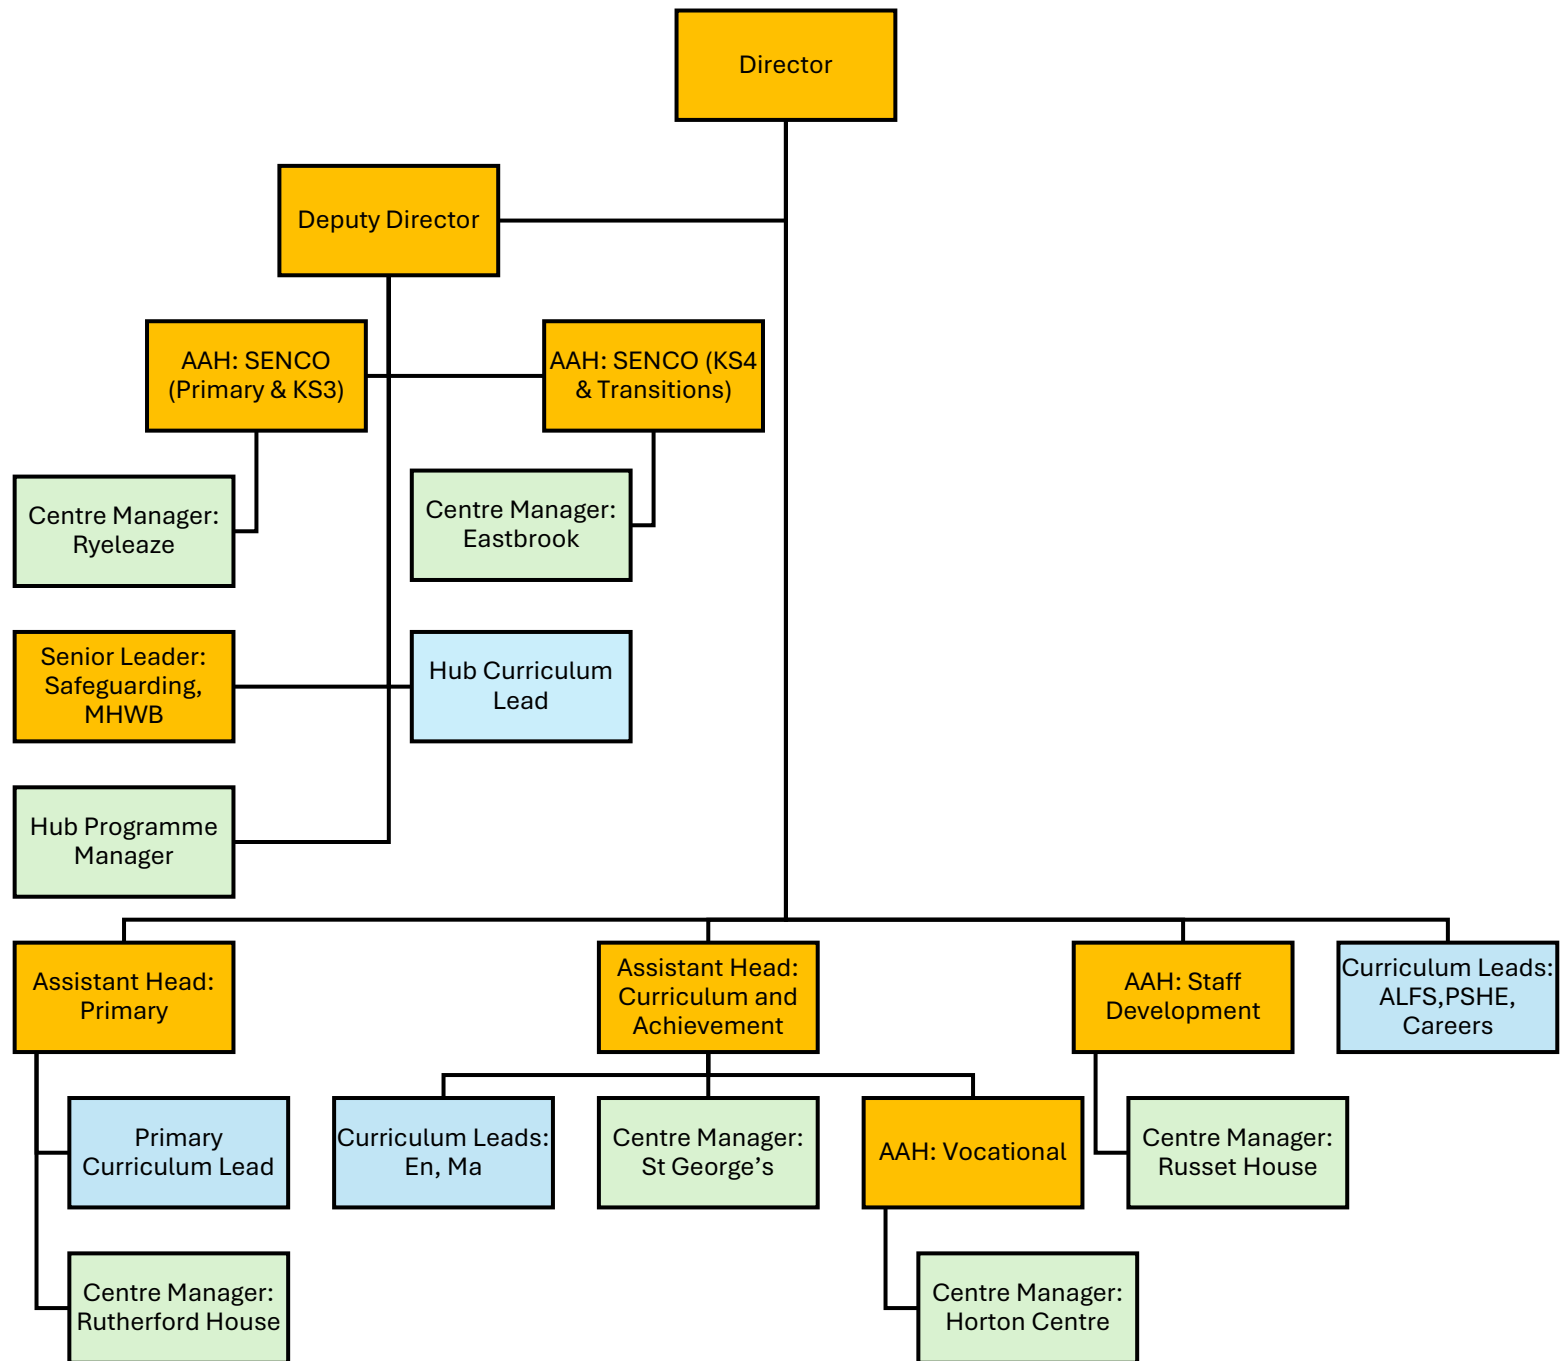 Director
Deputy Director
AAH: SENCO
(Primary & KS3)
AAH: SENCO (KS4
& Transitions)
Centre Manager:
Ryeleaze
Centre Manager:
Eastbrook
Senior Leader:
Safeguarding,
MHWB
Hub Curriculum
Lead
Hub Programme
Manager
Assistant Head:
Primary
Assistant Head:
Curriculum and
Achievement
AAH: Staff
Development
Curriculum Leads:
ALFS,PSHE,
Careers
Primary
Curriculum Lead
Curriculum Leads:
En, Ma
Centre Manager:
St George’s
AAH: Vocational
Centre Manager:
Russet House
Centre Manager:
Rutherford House
Centre Manager:
Horton Centre